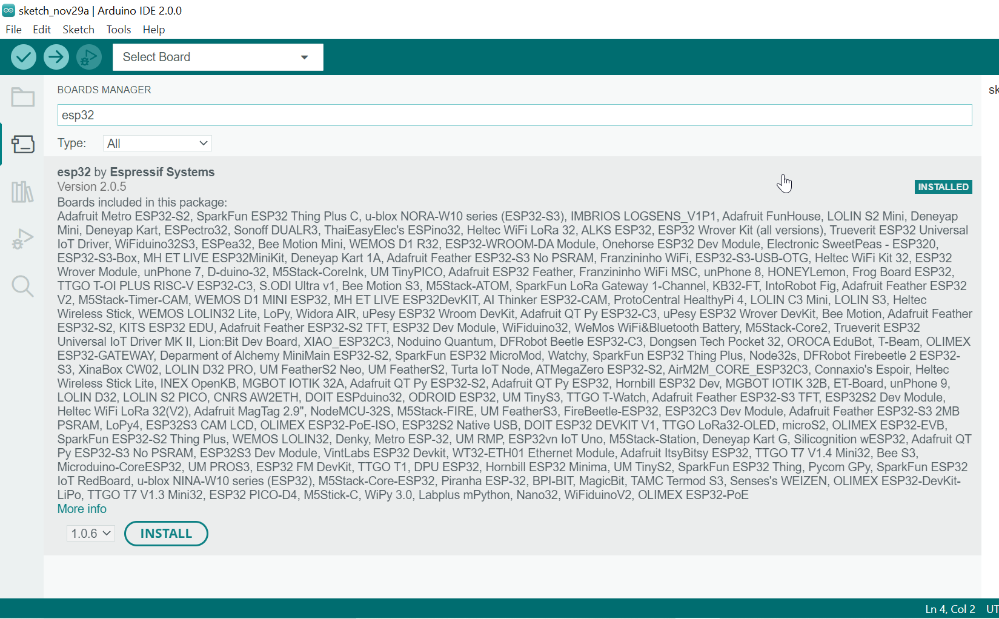 sketch_nov29a | Arduino IDE 2.0.0
File Edit Sketch Tools Help
Select Board
BOARDS MANAGER
sk
esp32
Type: All
esp32 by Espressif Systems
Version 2.0.5
INSTALLED
Boards included in this package:
Adafruit Metro ESP32-S2, SparkFun ESP32 Thing Plus C, u-blox NORA-W10 series (ESP32-S3), IMBRIOS LOGSENS_V1P1, Adafruit FunHouse, LOLIN S2 Mini, Deneyap
Mini, Deneyap Kart, ESPectro32, Sonoff DUALR3, ThaiEasyElec's ESPino32, Heltec WiFi LoRa 32, ALKS ESP32, ESP32 Wrover Kit (all versions), Trueverit ESP32 Universal
IoT Driver, WiFiduino32S3, ESPea32, Bee Motion Mini, WEMOS D1 R32, ESP32-WROOM-DA Module, Onehorse ESP32 Dev Module, Electronic SweetPeas - ESP320,
ESP32-S3-Box, MH ET LIVE ESP32MiniKit, Deneyap Kart 1A, Adafruit Feather ESP32-S3 No PSRAM, Franzininho WiFi, ESP32-S3-USB-OTG, Heltec WiFi Kit 32, ESP32
Wrover Module, unPhone 7, D-duino-32, M5Stack-CoreInk, UM TinyPICO, Adafruit ESP32 Feather, Franzininho WiFi MSC, unPhone 8, HONEYLemon, Frog Board ESP32,
TTGO T-OI PLUS RISC-V ESP32-C3, S.ODI Ultra v1, Bee Motion S3, M5Stack-ATOM, SparkFun LoRa Gateway 1-Channel, KB32-FT, IntoRobot Fig, Adafruit Feather ESP32
V2, M5Stack-Timer-CAM, WEMOS D1 MINI ESP32, MH ET LIVE ESP32DevKIT, AI Thinker ESP32-CAM, ProtoCentral HealthyPi 4, LOLIN C3 Mini, LOLIN S3, Heltec
Wireless Stick, WEMOS LOLIN32 Lite, LoPy, Widora AIR, uPesy ESP32 Wroom DevKit, Adafruit QT Py ESP32-C3, uPesy ESP32 Wrover DevKit, Bee Motion, Adafruit Feather
ESP32-S2, KITS ESP32 EDU, Adafruit Feather ESP32-S2 TFT, ESP32 Dev Module, WiFiduino32, WeMos WiFi&Bluetooth Battery, M5Stack-Core2, Trueverit ESP32
Universal IoT Driver MK II, Lion:Bit Dev Board, XIAO_ESP32C3, Noduino Quantum, DFRobot Beetle ESP32-C3, Dongsen Tech Pocket 32, OROCA EduBot, T-Beam, OLIMEX
ESP32-GATEWAY, Deparment of Alchemy MiniMain ESP32-S2, SparkFun ESP32 MicroMod, Watchy, SparkFun ESP32 Thing Plus, Node32s, DFRobot Firebeetle 2 ESP32-
S3, XinaBox CW02, LOLIN D32 PRO, UM FeatherS2 Neo, UM FeatherS2, Turta IoT Node, ATMegaZero ESP32-S2, AirM2M_CORE_ESP32C3, Connaxio's Espoir, Heltec
Wireless Stick Lite, INEX OpenKB, MGBOT IOTIK 32A, Adafruit QT Py ESP32-S2, Adafruit QT Py ESP32, Hornbill ESP32 Dev, MGBOT IOTIK 32B, ET-Board, unPhone 9,
LOLIN D32, LOLIN S2 PICO, CNRS AW2ETH, DOIT ESPduino32, ODROID ESP32, UM TinyS3, TTGO T-Watch, Adafruit Feather ESP32-S3 TFT, ESP32S2 Dev Module,
Heltec WiFi LoRa 32(V2), Adafruit MagTag 2.9", NodeMCU-32S, M5Stack-FIRE, UM FeatherS3, FireBeetle-ESP32, ESP32C3 Dev Module, Adafruit Feather ESP32-S3 2MB
PSRAM, LoPy4, ESP32S3 CAM LCD, OLIMEX ESP32-PoE-ISO, ESP32S2 Native USB, DOIT ESP32 DEVKIT V1, TTGO LoRa32-OLED, microS2, OLIMEX ESP32-EVB,
SparkFun ESP32-S2 Thing Plus, WEMOS LOLIN32, Denky, Metro ESP-32, UM RMP, ESP32vn IoT Uno, M5Stack-Station, Deneyap Kart G, Silicognition wESP32, Adafruit QT
Py ESP32-S3 No PSRAM, ESP32S3 Dev Module, VintLabs ESP32 Devkit, WT32-ETH01 Ethernet Module, Adafruit ItsyBitsy ESP32, TTGO T7 V1.4 Mini32, Bee S3,
Microduino-CoreESP32, UM PROS3, ESP32 FM DevKit, TTGO T1, DPU ESP32, Hornbill ESP32 Minima, UM TinyS2, SparkFun ESP32 Thing, Pycom GPy, SparkFun ESP32
IoT RedBoard, u-blox NINA-W10 series (ESP32), M5Stack-Core-ESP32, Piranha ESP-32, BPI-BIT, MagicBit, TAMC Termod S3, Senses's WEIZEN, OLIMEX ESP32-DevKit-
LiPo, TTGO T7 V1.3 Mini32, ESP32 PICO-D4, M5Stick-C, WiPy 3.0, Labplus mPython, Nano32, WiFiduinoV2, OLIMEX ESP32-PoE
More info
1.0.6 INSTALL
Ln 4, Col 2 UT